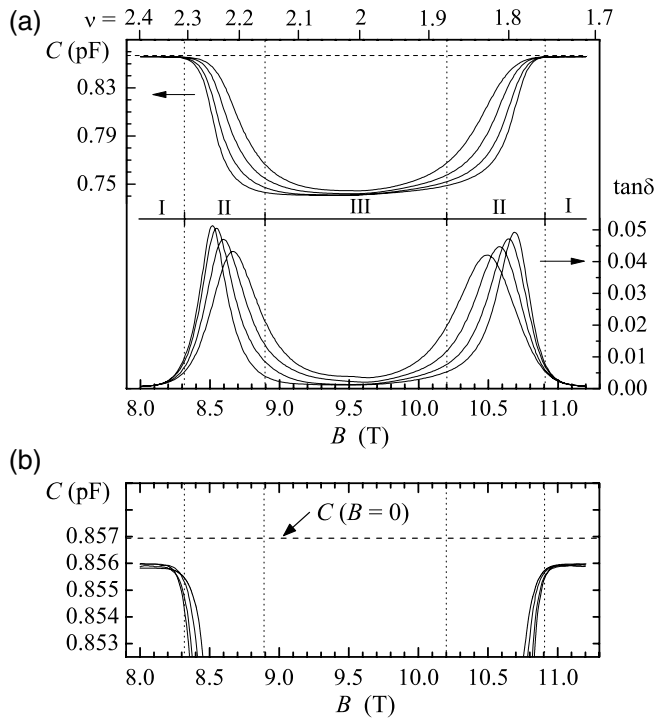 (a)
ν = 2.4 2.3 2.2 2.1 2 1.9 1.8 1.7
C (pF)
0.83
0.79
0.75
tanδ
I II III II I
0.05
0.04
0.03
0.02
0.01
0.00
8.0 8.5 9.0 9.5 10.0 10.5 11.0
B (T)
(b)
C (pF)
C (B = 0)
0.857
0.856
0.854
0.853
8.0 8.5 9.0 9.5 10.0 10.5 11.0
B (T)